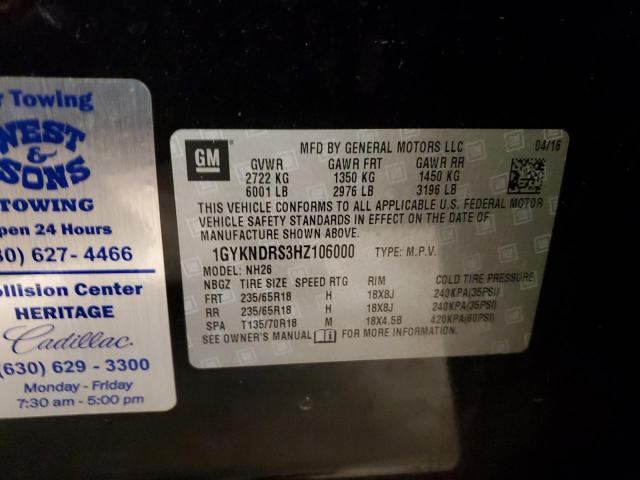 Towing
WEST
&
SONS
TOWING
pen 24 Hours
30) 627-4466
ollision Center
HERITAGE
Cadillac
(630) 629-3300
Monday - Friday
7:30 am - 5:00 pm
GM
MFD BY GENERAL MOTORS LLC
04/16
GVWR GAWR FRT GAWR RR
2722 KG 1350 KG 1450 KG
6001 LB 2976 LB 3196 LB
THIS VEHICLE CONFORMS TO ALL APPLICABLE U.S. FEDERAL MOTOR
VEHICLE SAFETY STANDARDS IN EFFECT ON THE DATE OF
MANUFACTURE SHOWN ABOVE.
1GYKNDRS3HZ106000 TYPE: M.P.V.
MODEL: NH26
NBGZ TIRE SIZE SPEED RTG RIM COLD TIRE PRESSURE
FRT 235/65R18 H 18X8J 240KPA(35PSI)
RR 235/65R18 H 18X8J 240KPA(35PSI)
SPA T135/70R18 M 18X4.5B 420KPA(60PSI)
SEE OWNER'S MANUAL FOR MORE INFORMATION.